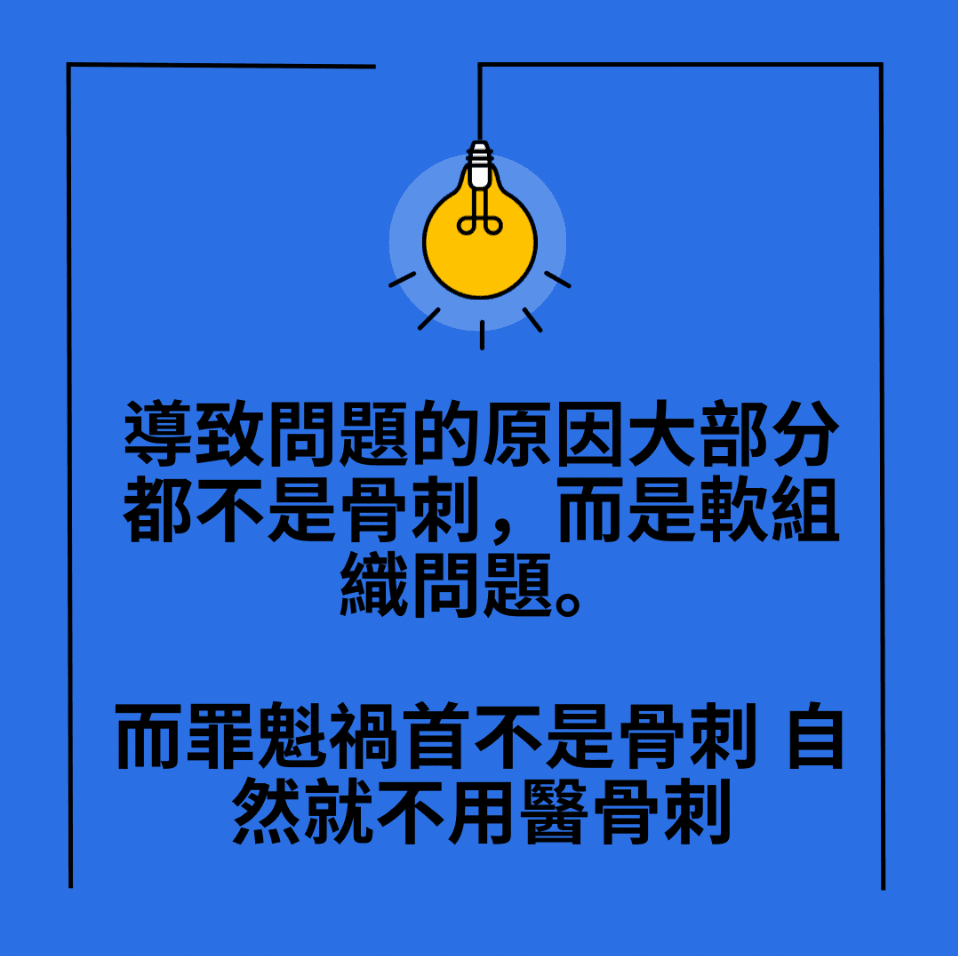 導致問題的原因大部分
都不是骨刺，而是軟組
織問題。
而罪魁禍首不是骨刺 自
然就不用醫骨刺